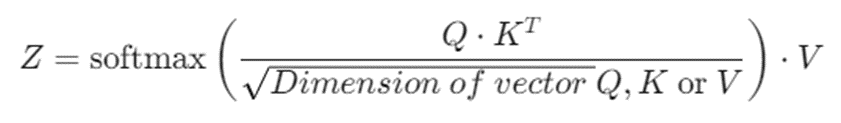 Z = softmax ( Q · K^T / √Dimension of vector Q, K or V ) · V